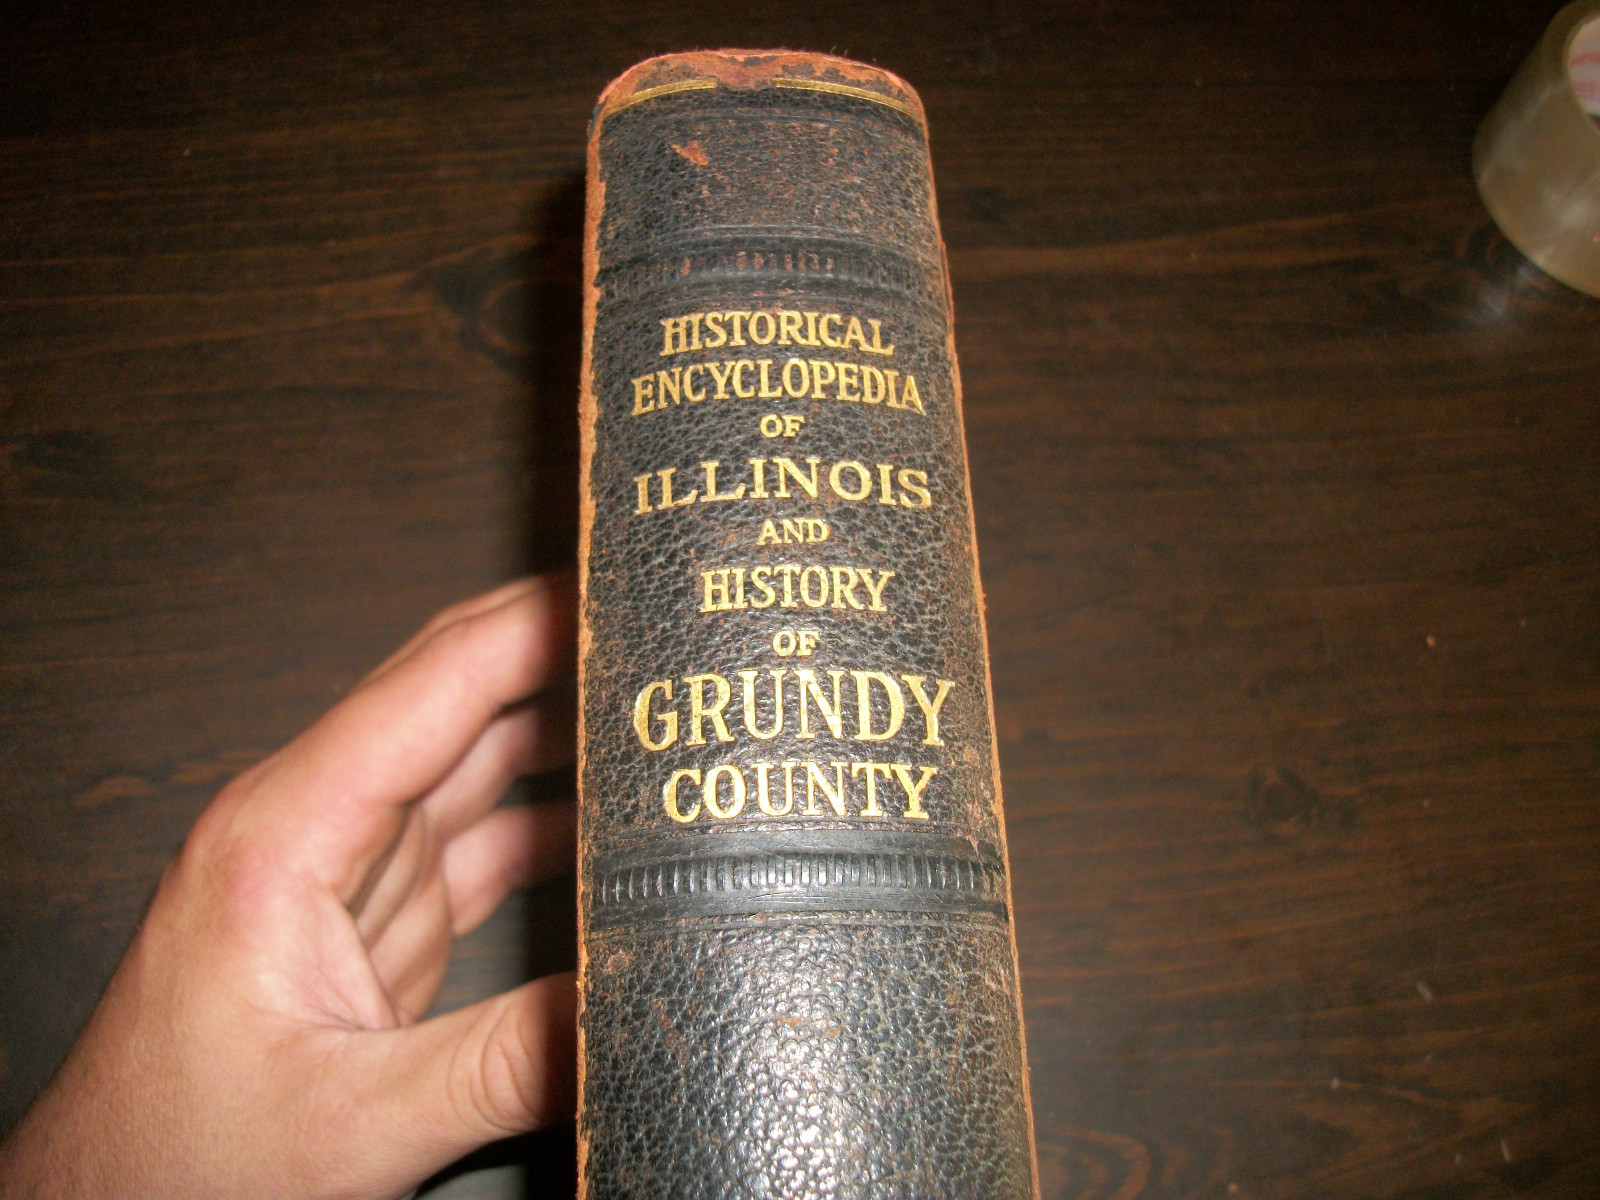 HISTORICAL
ENCYCLOPEDIA
OF
ILLINOIS
AND
HISTORY
OF
GRUNDY
COUNTY